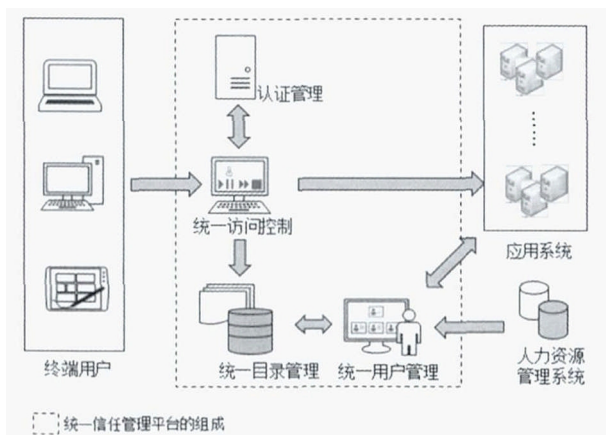 认证管理
统一访问控制
应用系统
终端用户
统一目录管理
统一用户管理
人力资源
管理系统
统一信任管理平台的组成